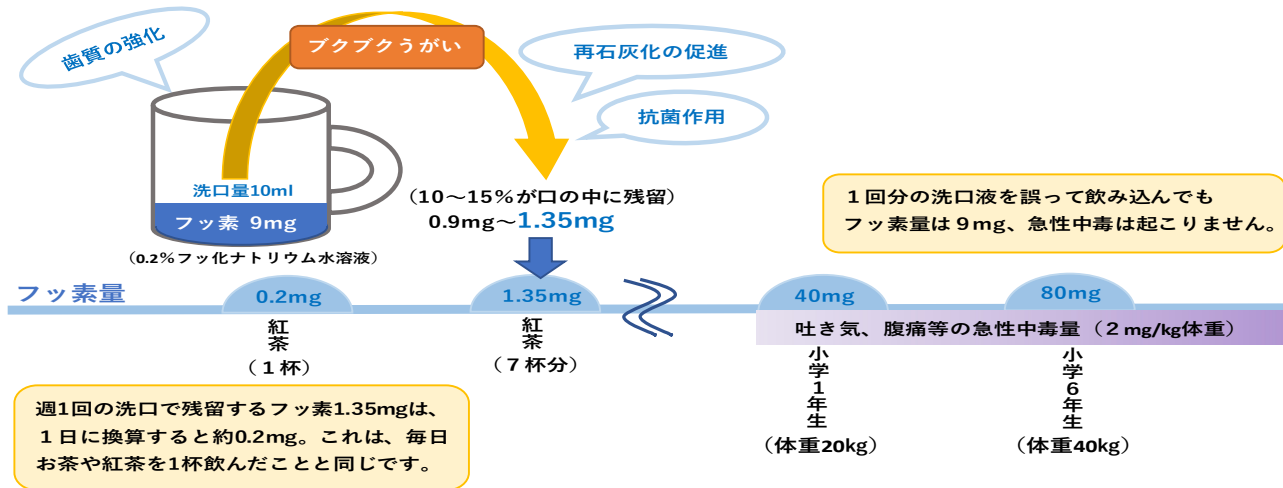 歯質の強化
ブクブクうがい
再石灰化の促進
抗菌作用
洗口量10ml
フッ素 9mg
(0.2%フッ化ナトリウム水溶液)
(10～15%が口の中に残留)
0.9mg～1.35mg
1回分の洗口液を誤って飲み込んでも
フッ素量は9mg、急性中毒は起こりません。
フッ素量
0.2mg
1.35mg
40mg
80mg
吐き気、腹痛等の急性中毒量(2mg/kg体重)
紅茶
(1杯)
紅茶
(7杯分)
小学1年生
(体重20kg)
小学6年生
(体重40kg)
週1回の洗口で残留するフッ素1.35mgは、
1日に換算すると約0.2mg。これは、毎日
お茶や紅茶を1杯飲んだことと同じです。